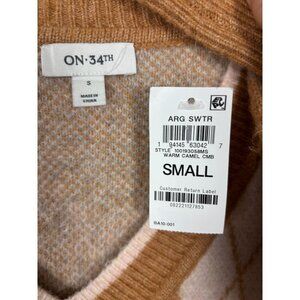 ON·34TH
S
MADE IN
CHINA
ARG SWTR
1 94145 63042 7
STYLE 100193058MS
WARM CAMEL CMB
SMALL
Customer Return Label
082221127853
BA10 001